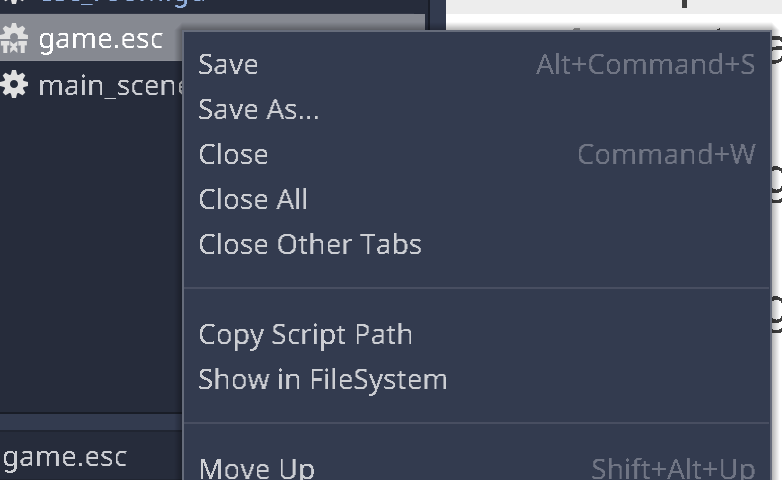 game.esc
main_scene
Save Alt+Command+S
Save As...
Close Command+W
Close All
Close Other Tabs
Copy Script Path
Show in FileSystem
game.esc
Move Up Shift+Alt+Up